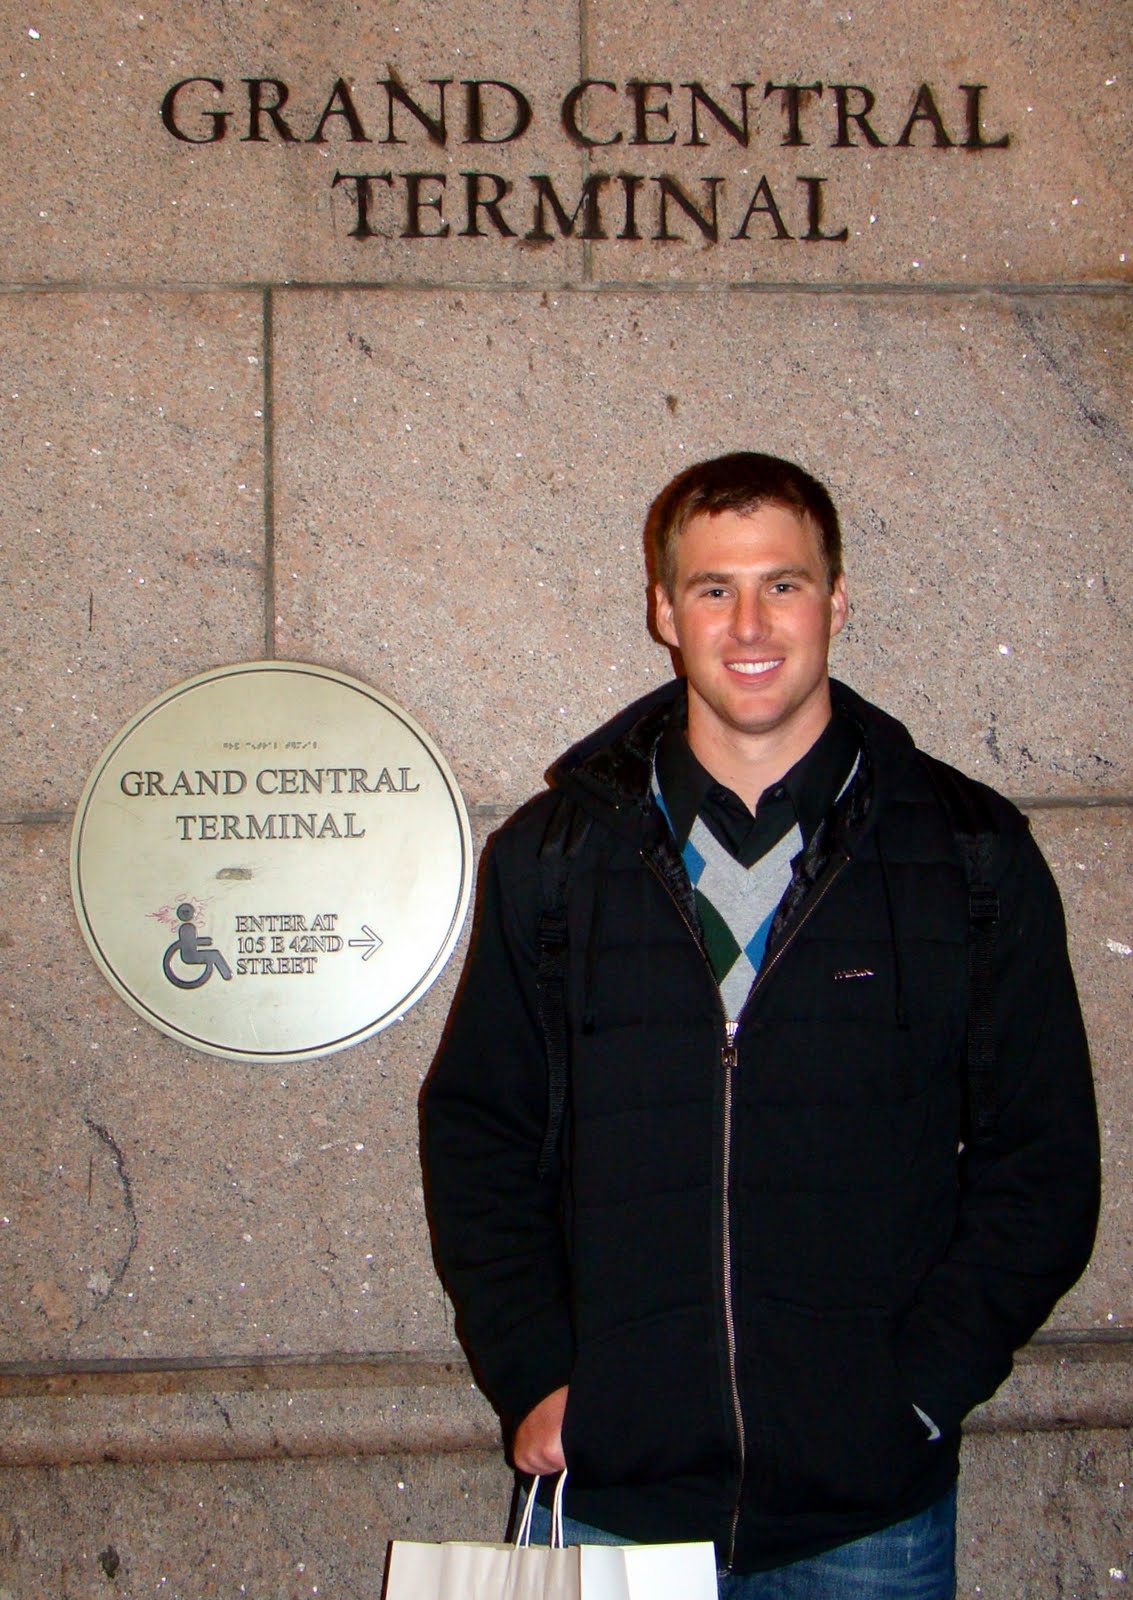 GRAND CENTRAL
TERMINAL
GRAND CENTRAL
TERMINAL
ENTER AT
105 E 42ND
STREET